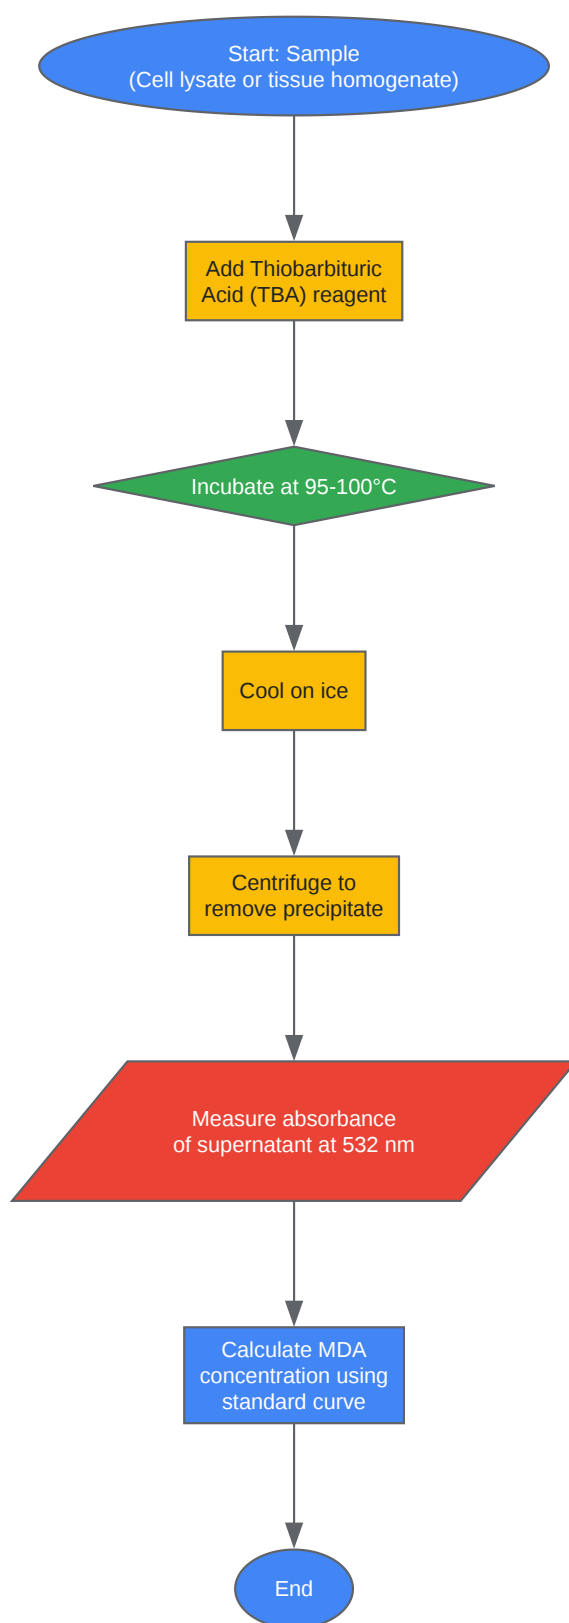 Start: Sample
(Cell lysate or tissue homogenate)
Add Thiobarbituric
Acid (TBA) reagent
Incubate at 95-100°C
Cool on ice
Centrifuge to
remove precipitate
Measure absorbance
of supernatant at 532 nm
Calculate MDA
concentration using
standard curve
End